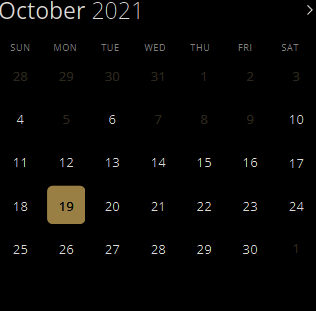 October 2021
SUN MON TUE WED THU FRI SAT
28 29 30 31 1 2 3
4 5 6 7 8 9 10
11 12 13 14 15 16 17
18 19 20 21 22 23 24
25 26 27 28 29 30 1